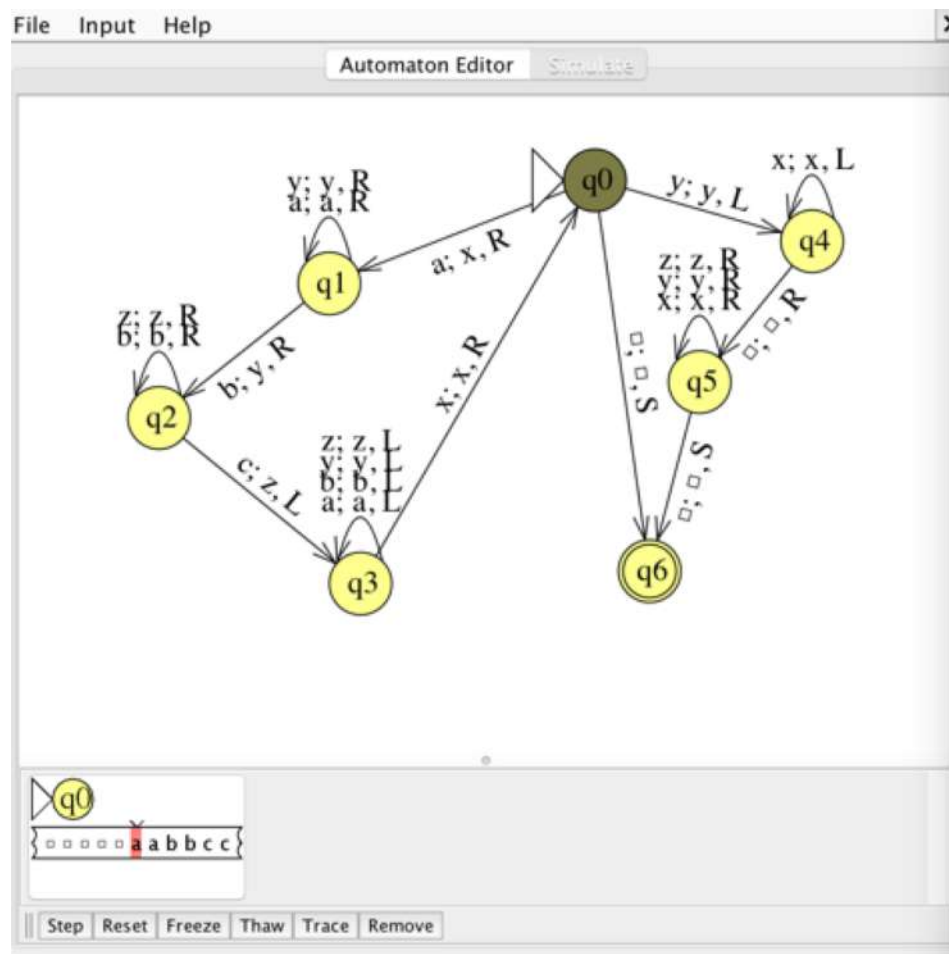 File Input Help
Automaton Editor Simulate
q0
y; y, R
a; a, R
q1
a; x, R
y; y, L
x; x, L
q4
z; z, R
b; b, R
q2
b; y, R
x; x, R
□; □, S
z; z, R
y; y, R
x; x, R
q5
□; □, R
c; z, L
z; z, L
y; y, L
b; b, L
a; a, L
q3
□; □, S
q6
q0
□ □ □ □ □ a a b b c c
Step Reset Freeze Thaw Trace Remove